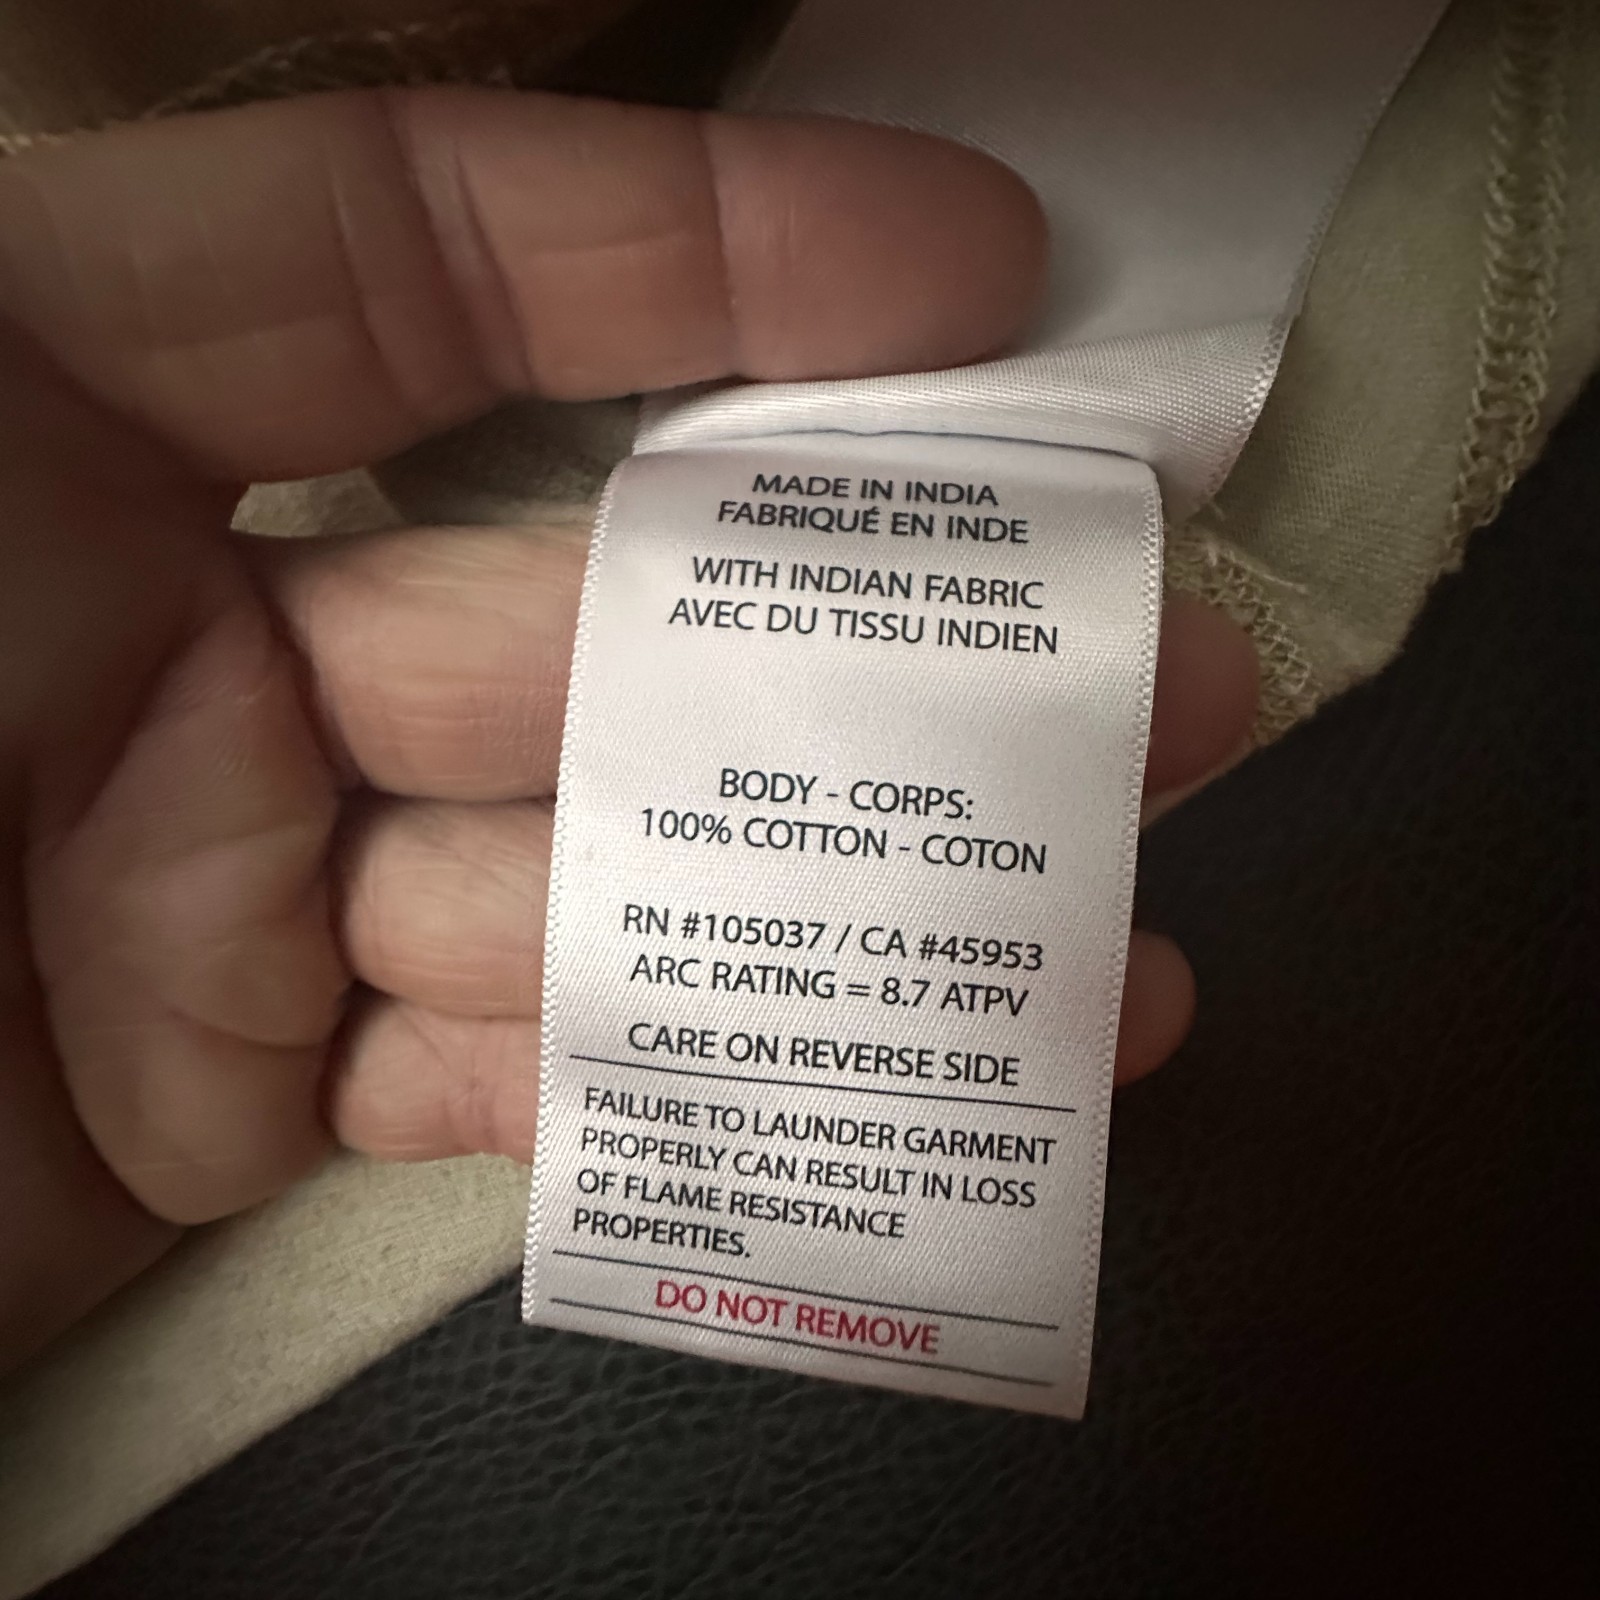 MADE IN INDIA
FABRIQUÉ EN INDE
WITH INDIAN FABRIC
AVEC DU TISSU INDIEN
BODY - CORPS:
100% COTTON - COTON
RN #105037 / CA #45953
ARC RATING = 8.7 ATPV
CARE ON REVERSE SIDE
FAILURE TO LAUNDER GARMENT
PROPERLY CAN RESULT IN LOSS
OF FLAME RESISTANCE
PROPERTIES.
DO NOT REMOVE